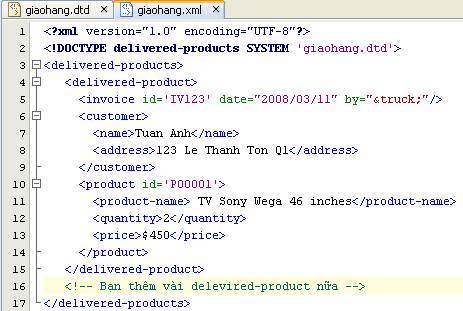 giaohang.dtd × giaohang.xml ×
1 <?xml version="1.0" encoding="UTF-8"?>
2 <!DOCTYPE delivered-products SYSTEM 'giaohang.dtd'>
3 <delivered-products>
4 <delivered-product>
5 <invoice id='IV123' date="2008/03/11" by="&truck;"/>
6 <customer>
7 <name>Tuan Anh</name>
8 <address>123 Le Thanh Ton Q1</address>
9 </customer>
10 <product id='P00001'>
11 <product-name> TV Sony Wega 46 inches</product-name>
12 <quantity>2</quantity>
13 <price>$450</price>
14 </product>
15 </delivered-product>
16 <!-- Bạn thêm vài delevired-product nữa -->
17 </delivered-products>